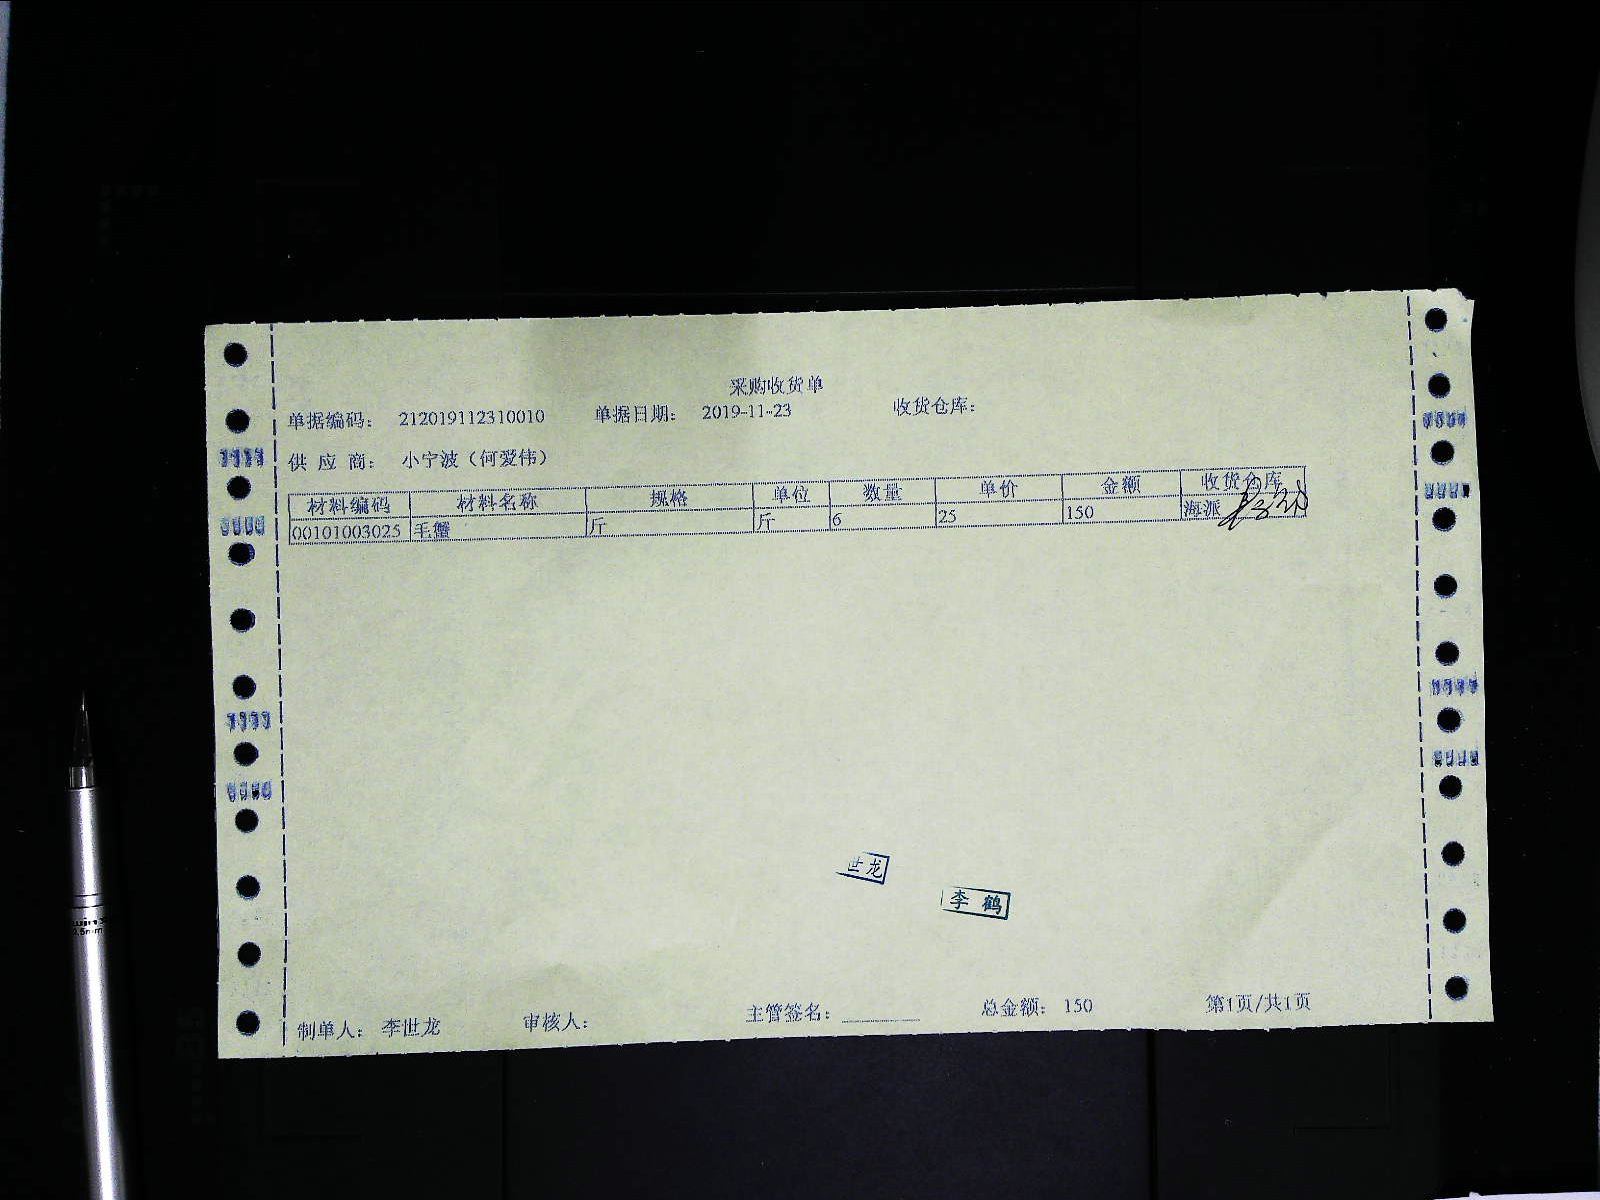 采购收货单
单据编码： 212019112310010 单据日期： 2019-11-23 收货仓库：
供 应 商： 小宁波（何爱伟）
材料编码 材料名称 规格 单位 数量 单价 金额 收货仓库
00101003025 毛蟹 斤 斤 6 25 150 海派
世龙
李鹤
制单人： 李世龙 审核人： 主管签名： 总金额： 150 第1页/共1页
0.5mm